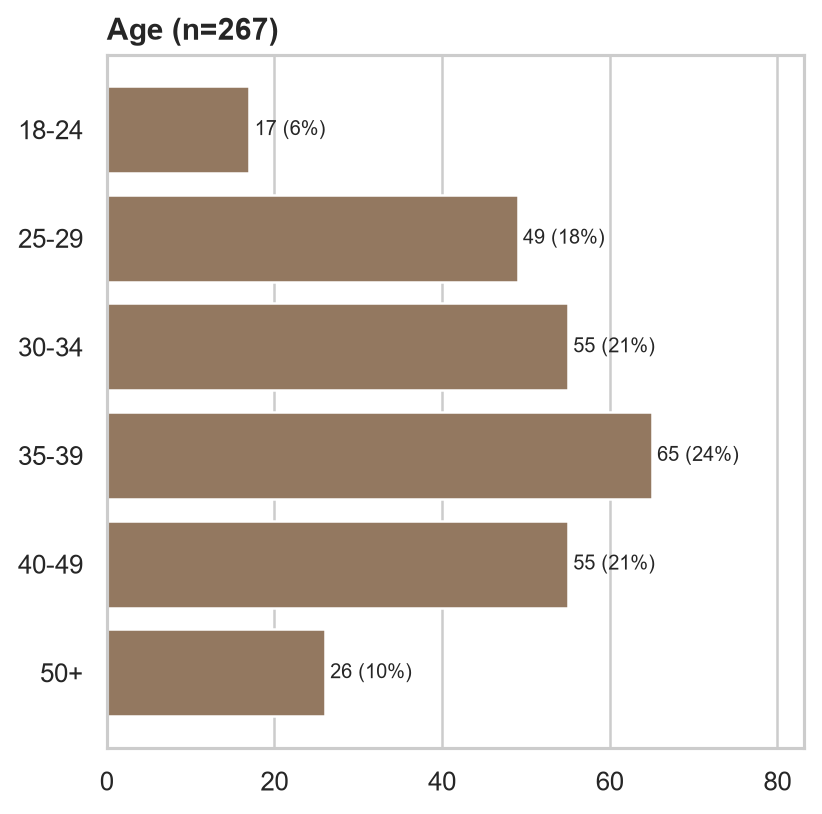 Age (n=267)
18-24 17 (6%)
25-29 49 (18%)
30-34 55 (21%)
35-39 65 (24%)
40-49 55 (21%)
50+ 26 (10%)
0 20 40 60 80